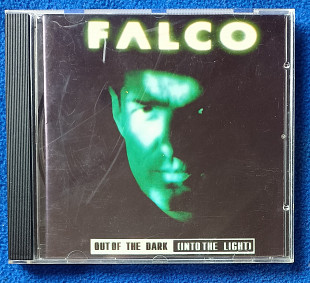 FALCO
OUT OF THE DARK (INTO THE LIGHT)